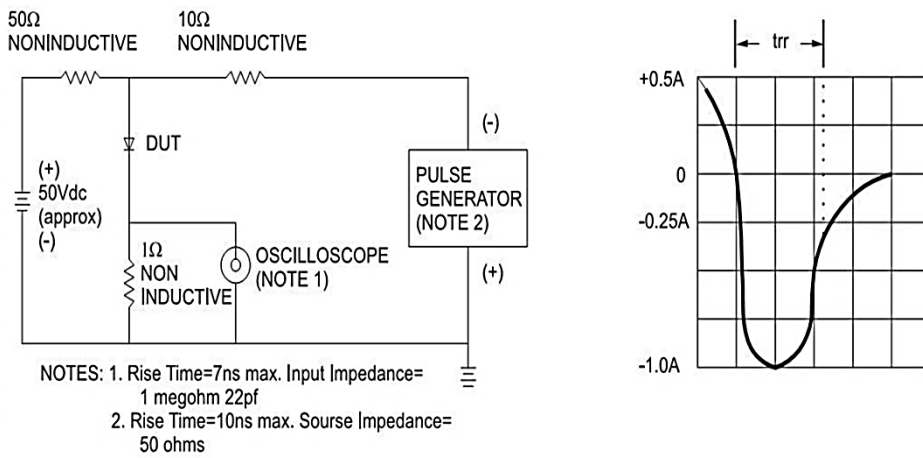 50Ω
NONINDUCTIVE
10Ω
NONINDUCTIVE
DUT
(+)
50Vdc
(approx)
(-)
1Ω
NON
INDUCTIVE
OSCILLOSCOPE
(NOTE 1)
(-)
PULSE
GENERATOR
(NOTE 2)
(+)
NOTES: 1. Rise Time=7ns max. Input Impedance=
1 megohm 22pf
2. Rise Time=10ns max. Sourse Impedance=
50 ohms
trr
+0.5A
0
-0.25A
-1.0A